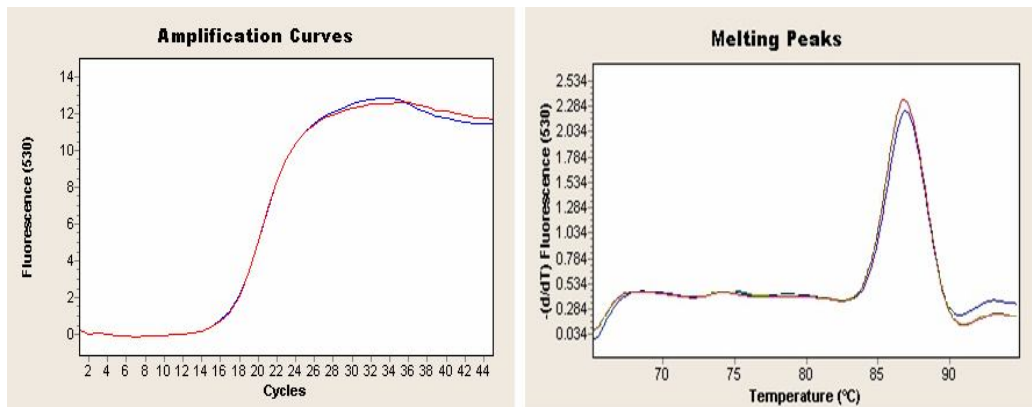 Amplification Curves
14
12
10
8
6
4
2
0
Fluorescence (530)
2 4 6 8 10 12 14 16 18 20 22 24 26 28 30 32 34 36 38 40 42 44
Cycles
Melting Peaks
2.534
2.284
2.034
1.784
1.534
1.284
1.034
0.784
0.534
0.284
0.034
-(d/dT) Fluorescence (530)
70 75 80 85 90
Temperature (ºC)